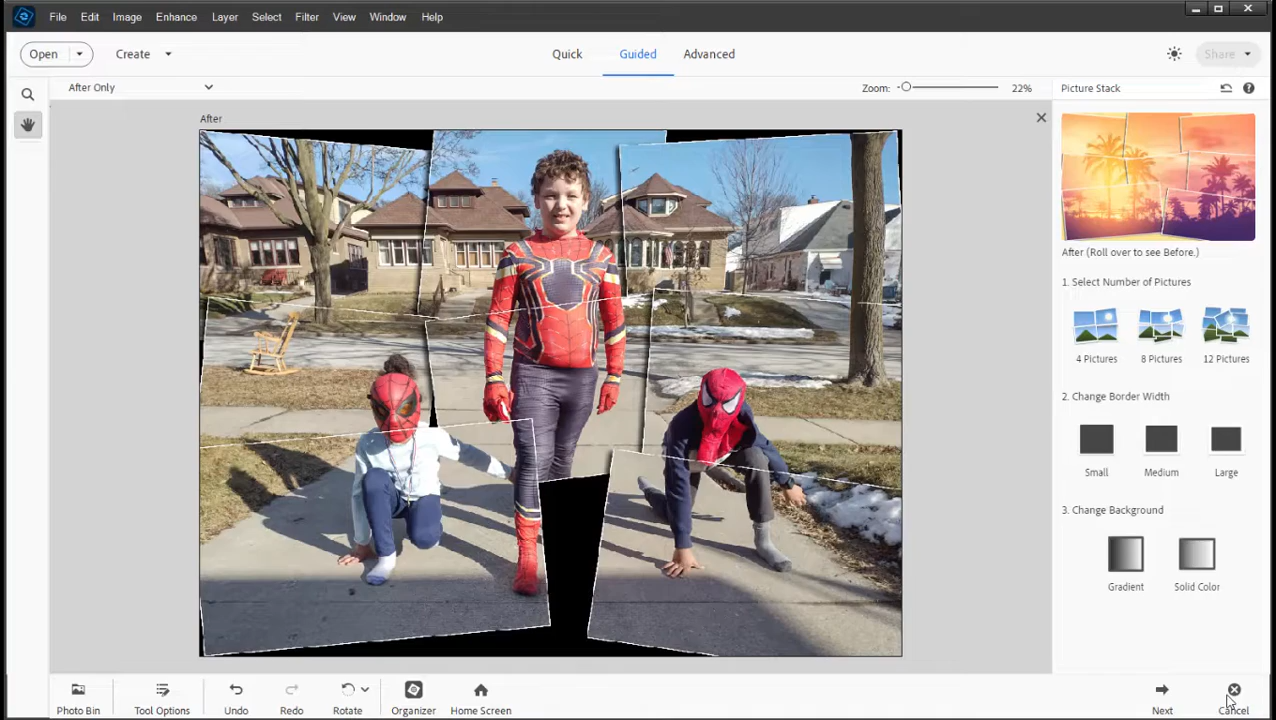 File Edit Image Enhance Layer Select Filter View Window Help
Open Create Quick Guided Advanced Share
After Only Zoom: 22% Picture Stack
After
After (Roll over to see Before.)
1. Select Number of Pictures
4 Pictures 8 Pictures 12 Pictures
2. Change Border Width
Small Medium Large
3. Change Background
Gradient Solid Color
Photo Bin Tool Options Undo Redo Rotate Organizer Home Screen Next Cancel